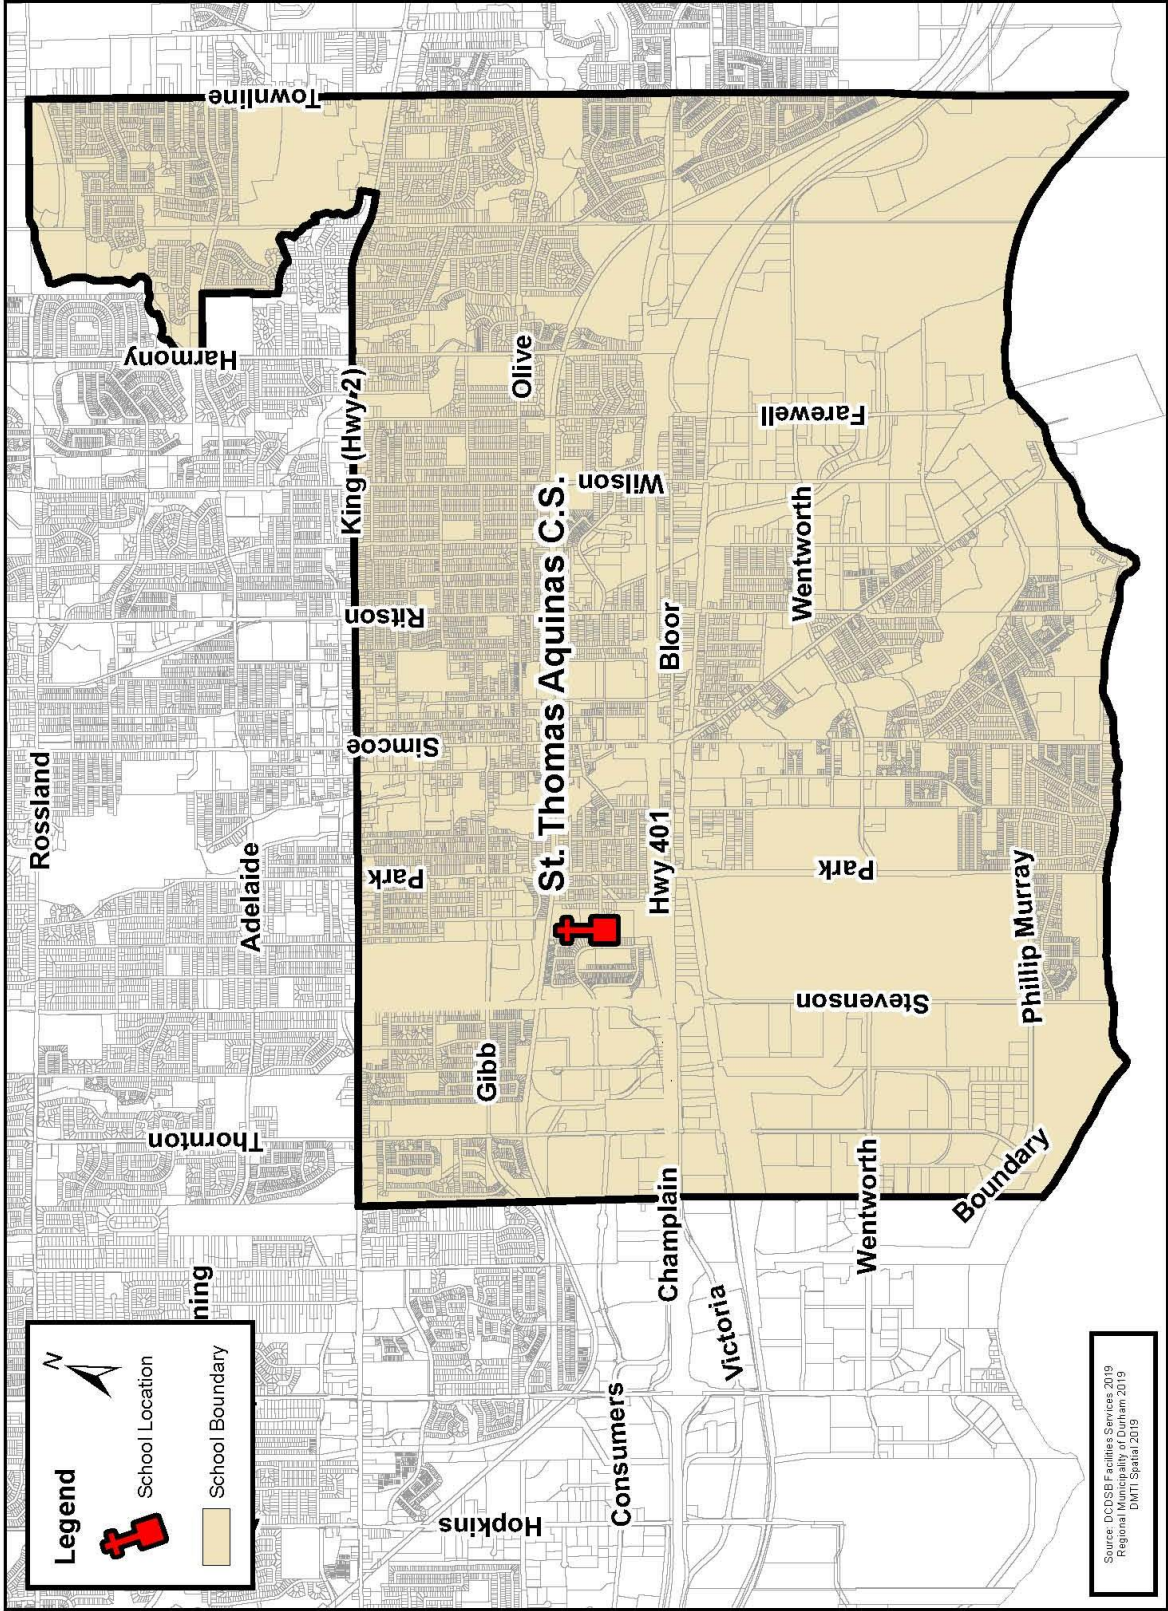 Legend
N
School Location
School Boundary
ning
Rossland
Adelaide
Thornton
Harmony
Townline
King (Hwy 2)
Ritson
Simcoe
Park
Gibb
Olive
St. Thomas Aquinas C.S.
Wilson
Bloor
Hwy 401
Champlain
Consumers
Hopkins
Victoria
Farewell
Wentworth
Park
Stevenson
Wentworth
Phillip Murray
Boundary
Source: DCDSB Facilities Services 2019
Regional Municipality of Durham 2019
DMTI Spatial 2019